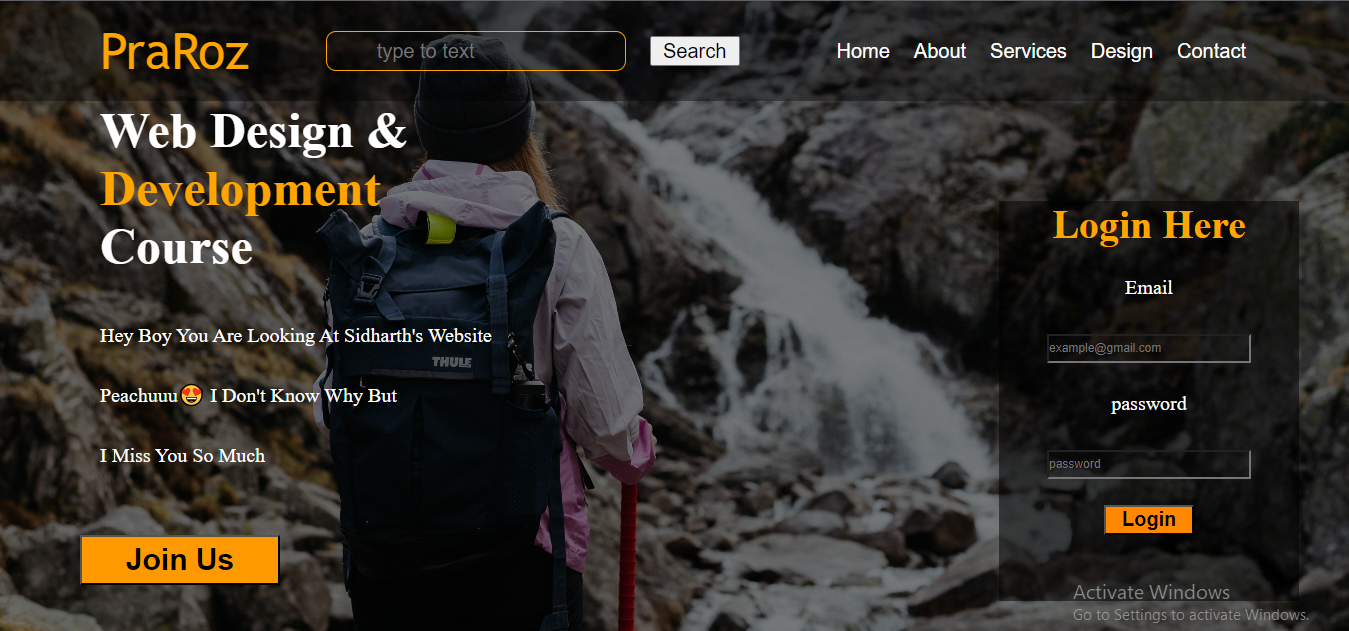 PraRoz
type to text
Search
Home About Services Design Contact
Web Design &
Development
Course
Hey Boy You Are Looking At Sidharth's Website
Peachuuu😍 I Don't Know Why But
I Miss You So Much
Join Us
THULE
Login Here
Email
example@gmail.com
password
password
Login
Activate Windows
Go to Settings to activate Windows.